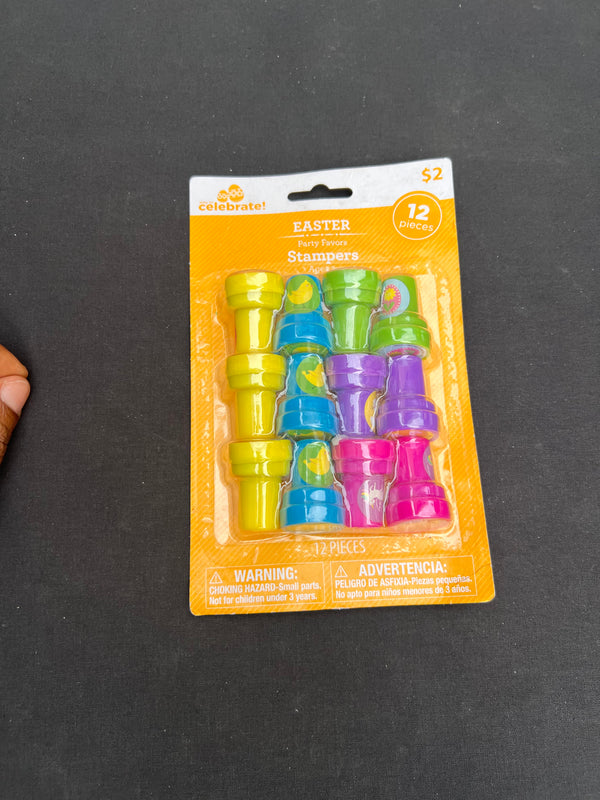 $2
celebrate!
EASTER
Party Favors
Stampers
12
pieces
12 PIECES
WARNING:
CHOKING HAZARD-Small parts.
Not for children under 3 years.
ADVERTENCIA:
PELIGRO DE ASFIXIA-Piezas pequeñas.
No apto para niños menores de 3 años.